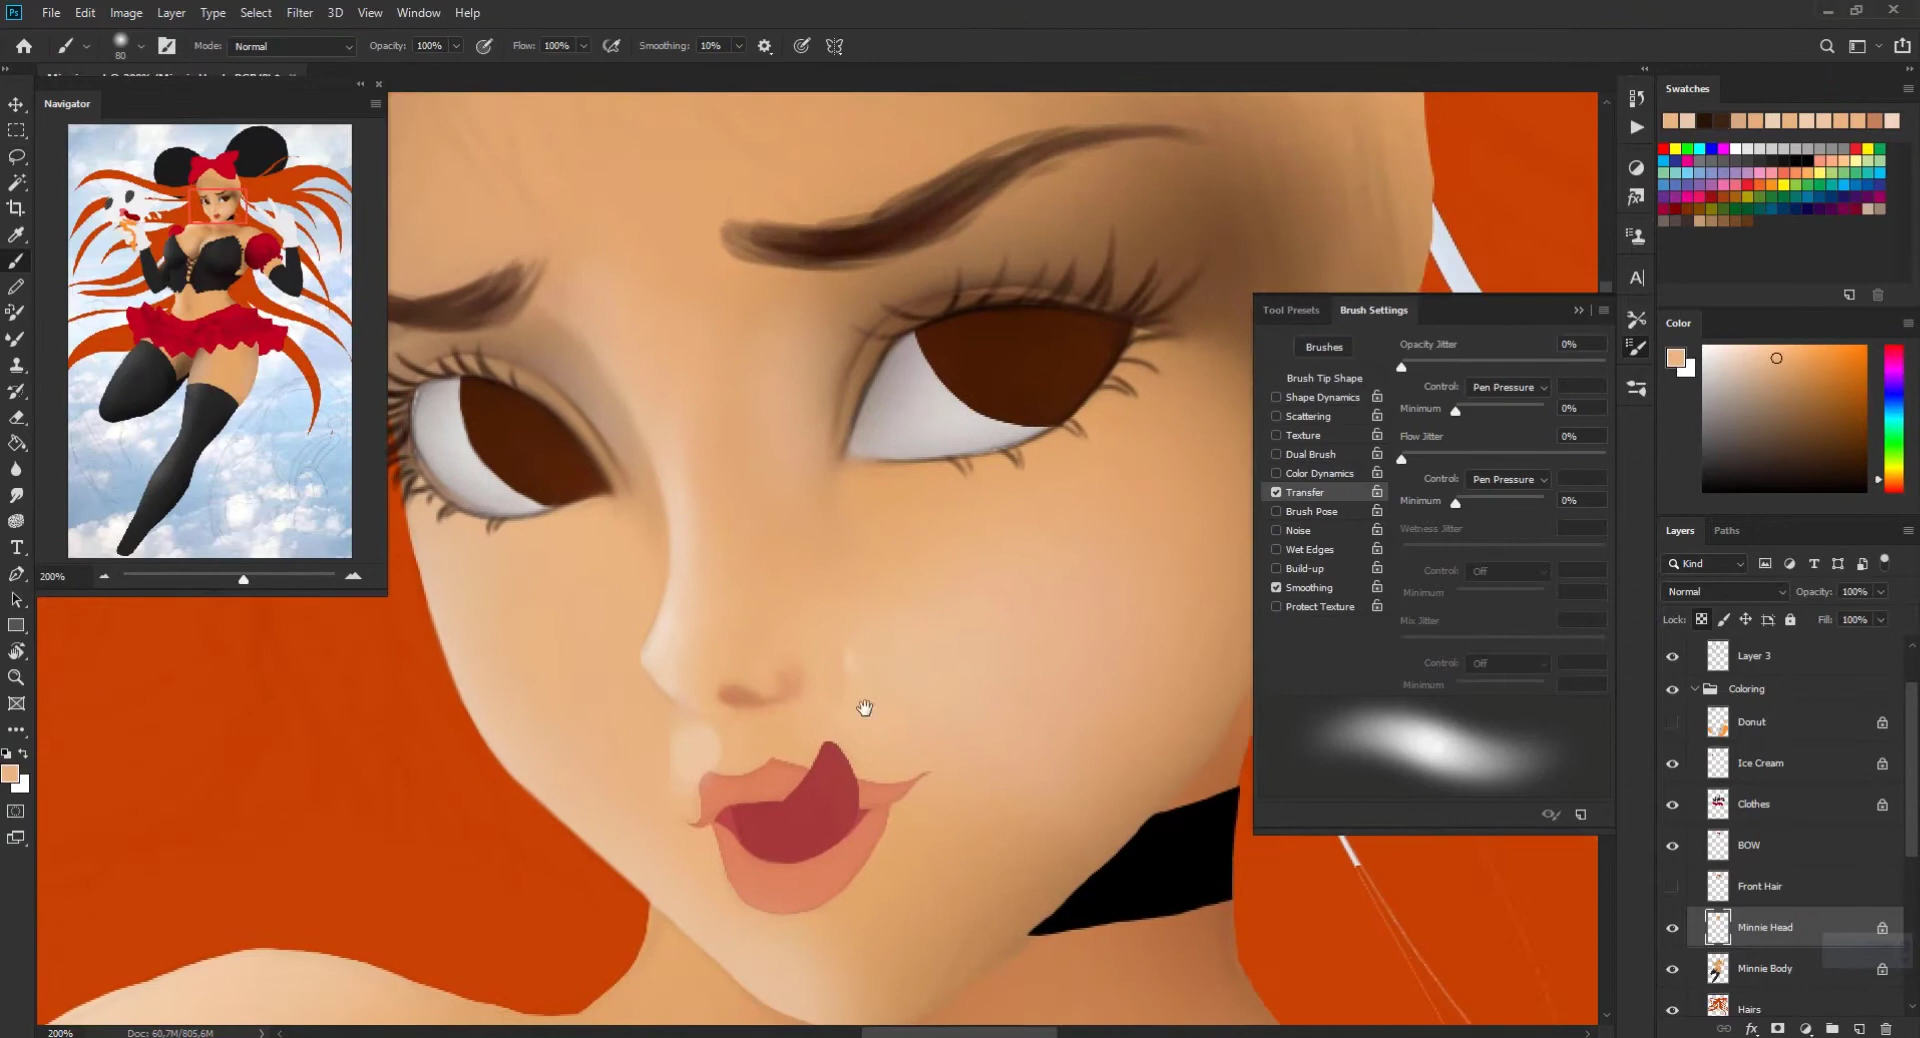 Ps File Edit Image Layer Type Select Filter 3D View Window Help
80 Mode: Normal Opacity: 100% Flow: 100% Smoothing: 10%
Navigator
200%
Tool Presets Brush Settings
Brushes
Brush Tip Shape
Shape Dynamics
Scattering
Texture
Dual Brush
Color Dynamics
Transfer
Brush Pose
Noise
Wet Edges
Build-up
Smoothing
Protect Texture
Opacity Jitter 0%
Control: Pen Pressure
Minimum 0%
Flow Jitter 0%
Control: Pen Pressure
Minimum 0%
Wetness Jitter
Control: Off
Minimum
Mix Jitter
Control: Off
Minimum
Swatches
Color
Layers Paths
Kind
Normal Opacity: 100%
Lock: Fill: 100%
Layer 3
Coloring
Donut
Ice Cream
Clothes
BOW
Front Hair
Minnie Head
Minnie Body
Hairs
200% Doc: 60,7M/805,6M